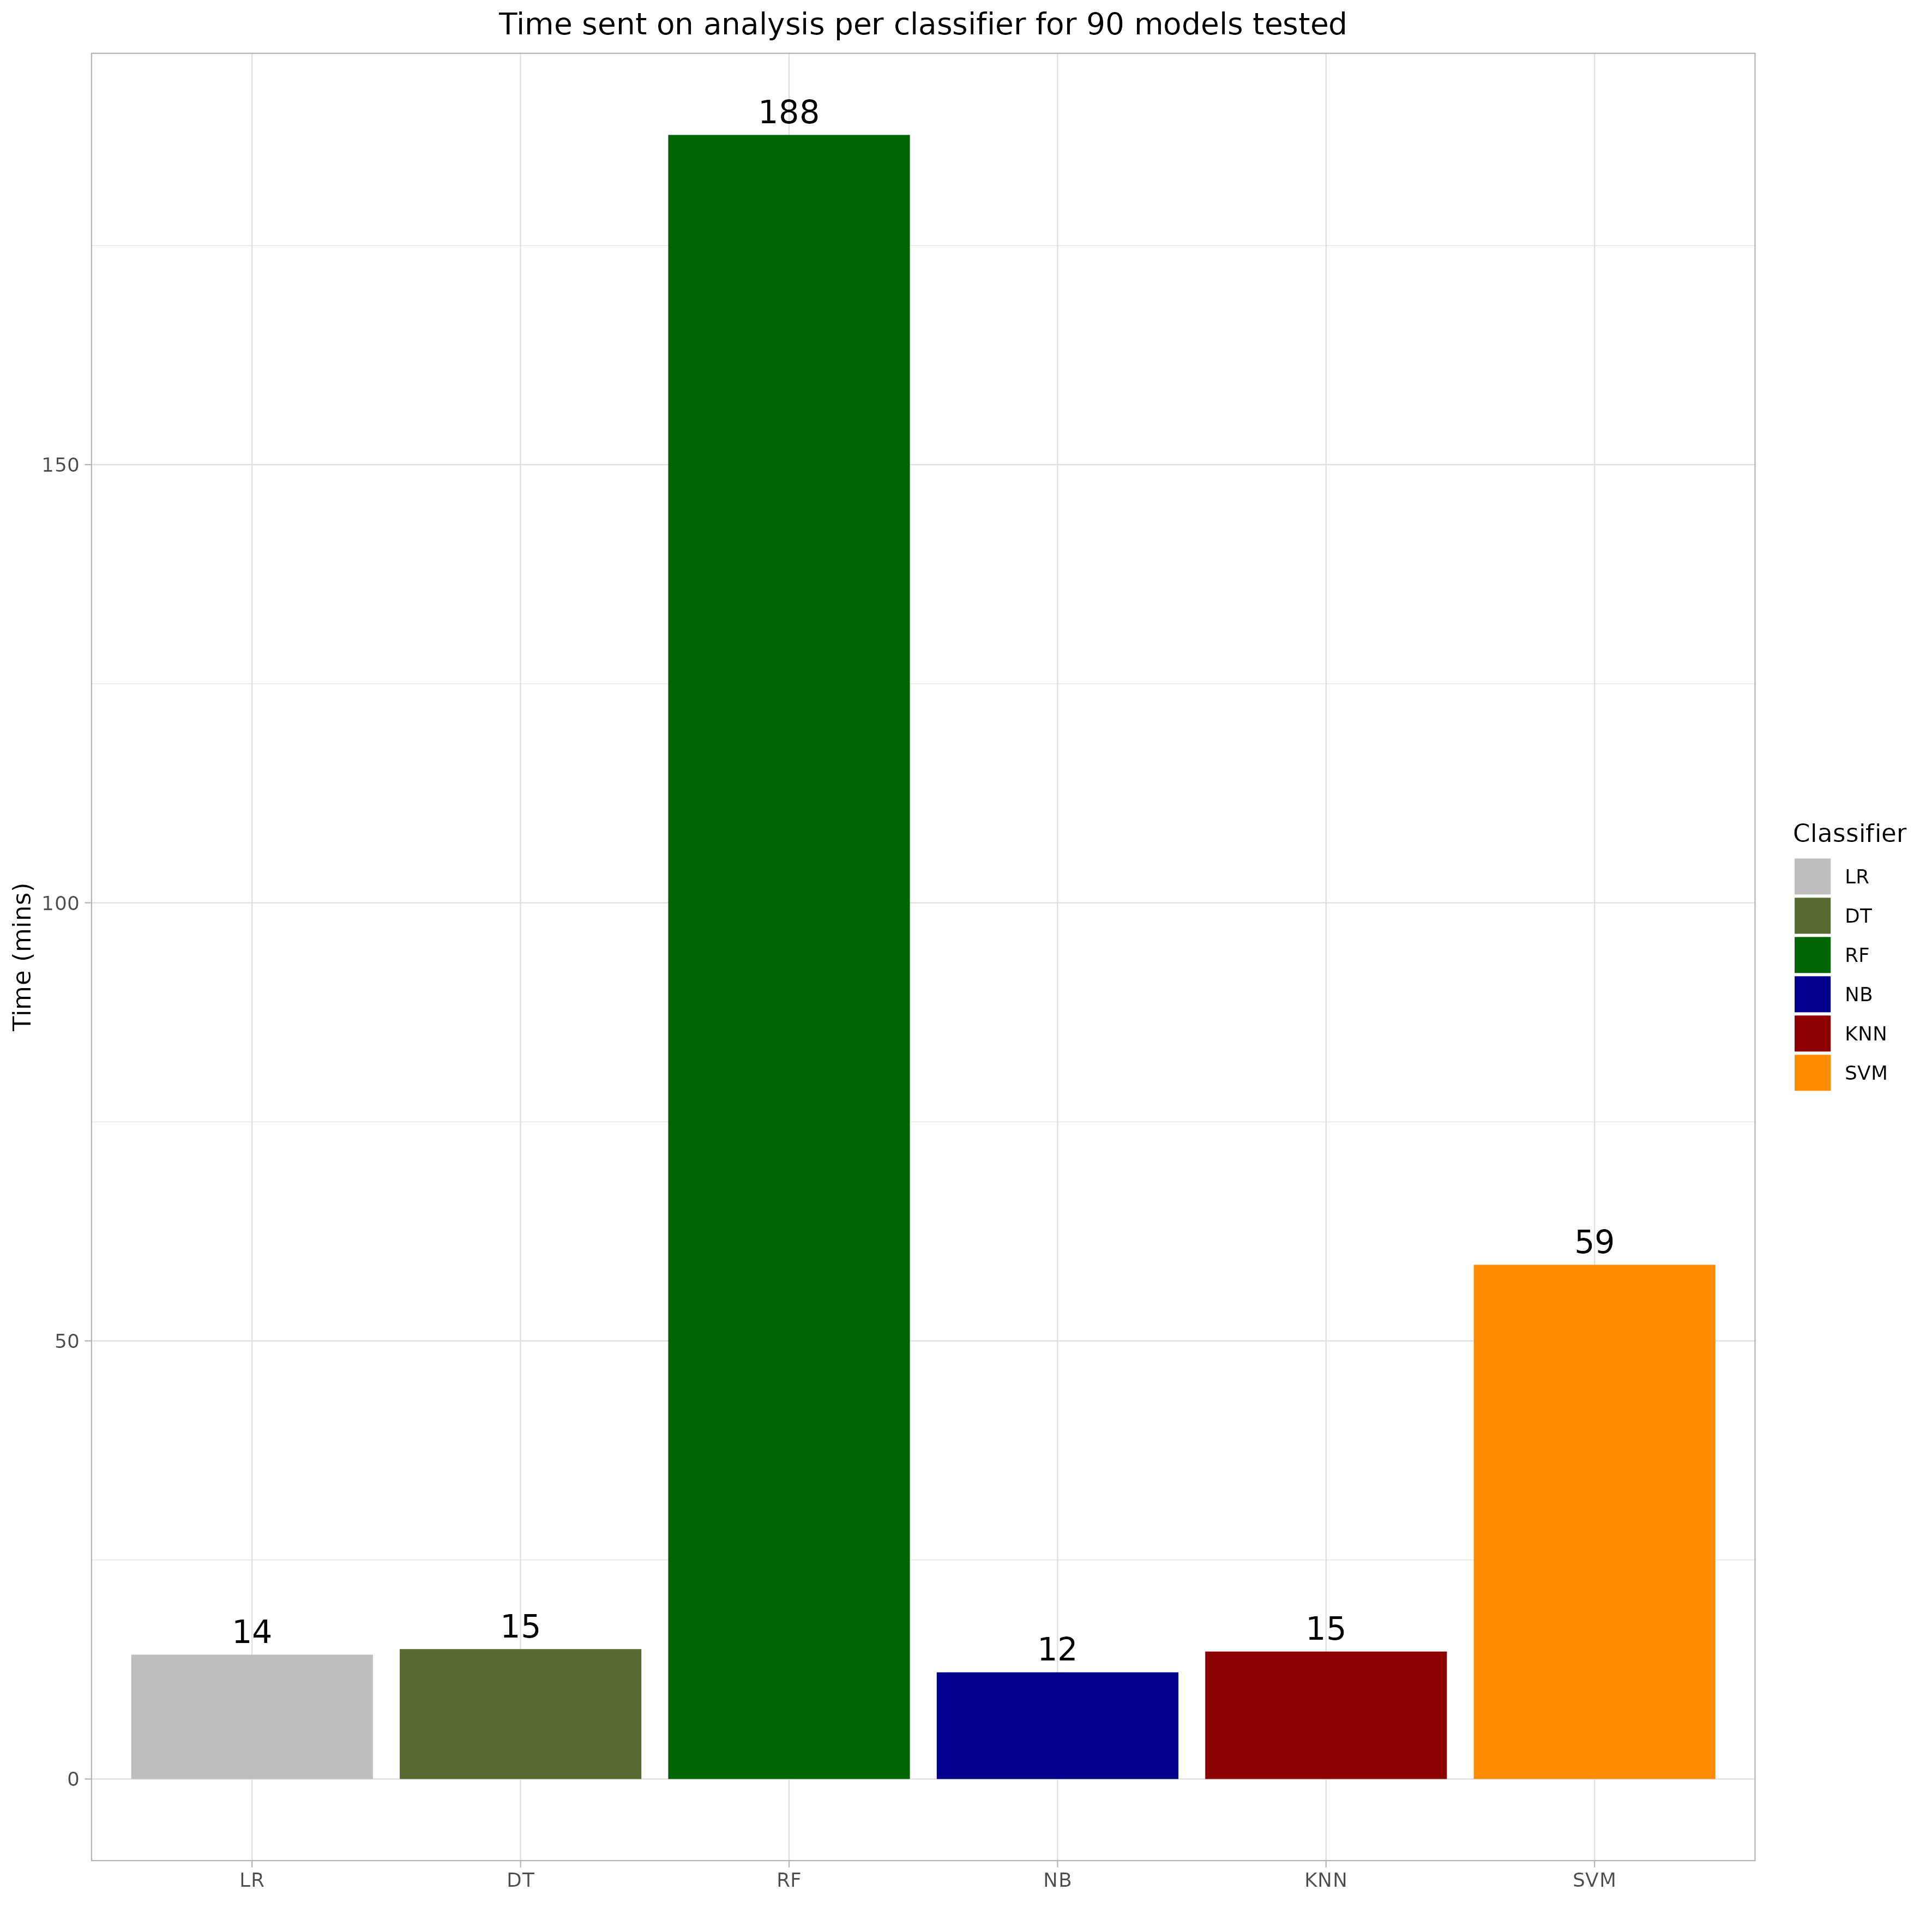 Time sent on analysis per classifier for 90 models tested
188
150
Classifier
LR
DT
RF
NB
KNN
SVM
Time (mins)
100
59
50
14
15
12
15
0
LR DT RF NB KNN SVM